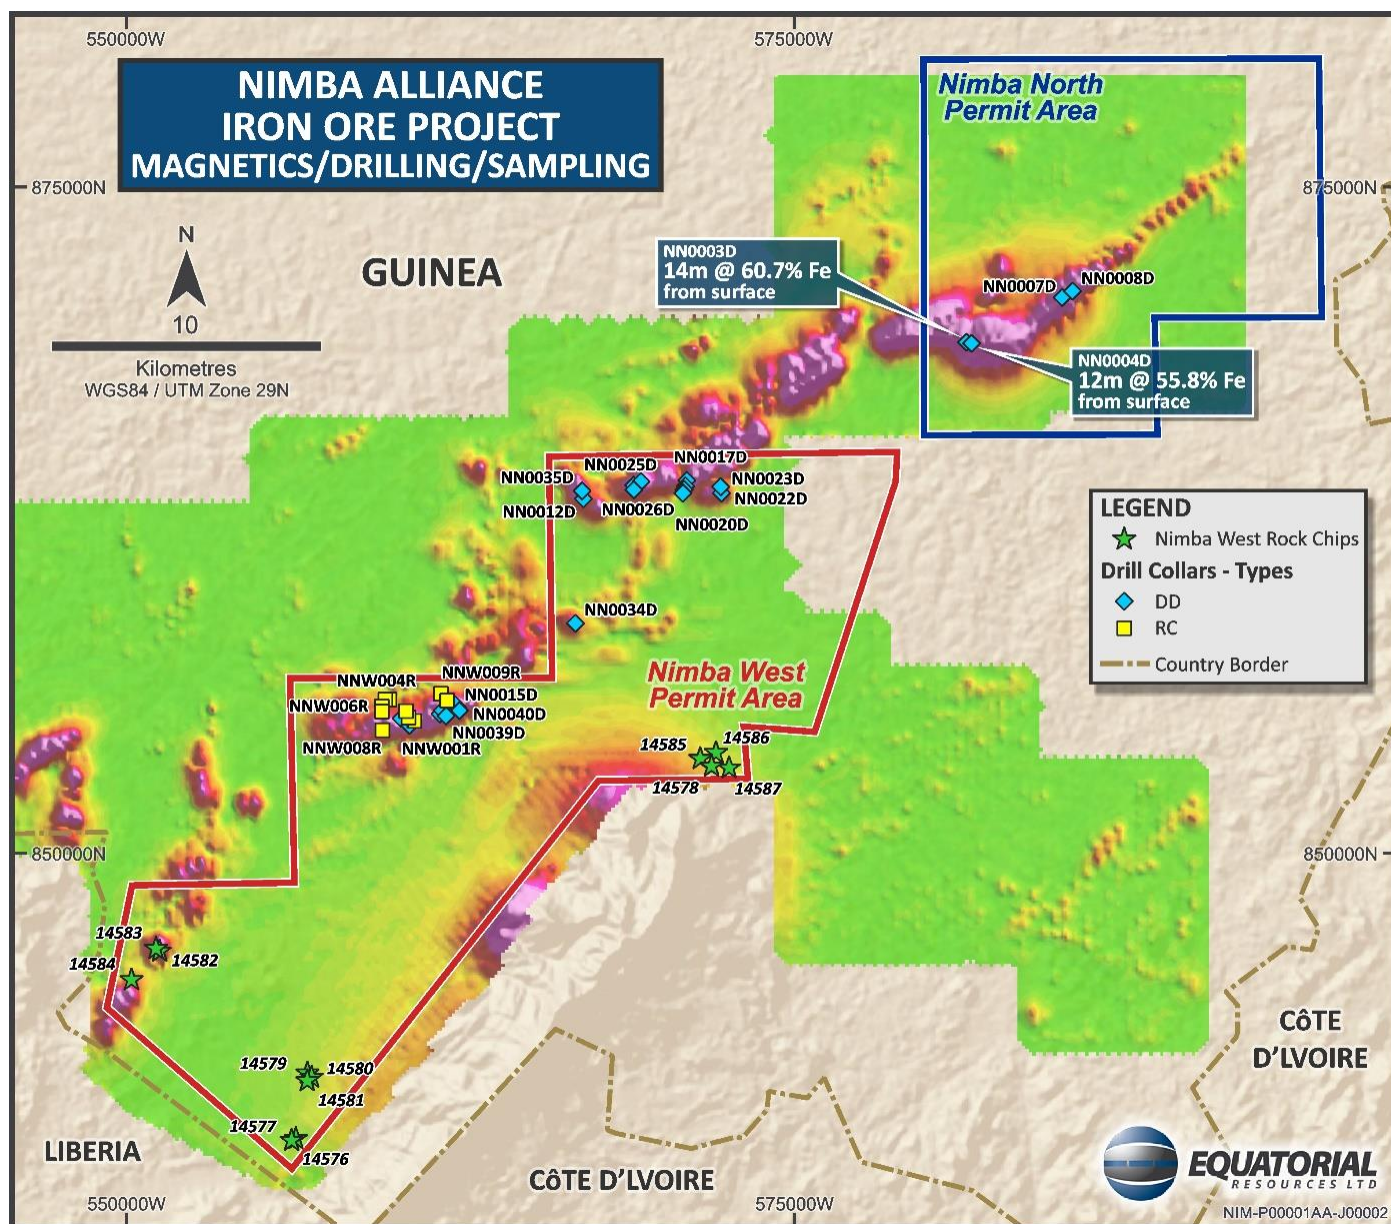 550000W
575000W
NIMBA ALLIANCE
IRON ORE PROJECT
MAGNETICS/DRILLING/SAMPLING
Nimba North
Permit Area
875000N
875000N
N
10
Kilometres
WGS84 / UTM Zone 29N
GUINEA
NN0003D
14m @ 60.7% Fe
from surface
NN0007D
NN0008D
NN0004D
12m @ 55.8% Fe
from surface
NN0017D
NN0025D
NN0035D
NN0023D
NN0022D
NN0012D
NN0026D
NN0020D
LEGEND
Nimba West Rock Chips
Drill Collars - Types
DD
RC
Country Border
NN0034D
Nimba West
Permit Area
NNW009R
NNW004R
NN0015D
NNW006R
NN0040D
NN0039D
NNW008R
NNW001R
14585
14586
14578
14587
850000N
850000N
14583
14582
14584
14579
14580
14581
14577
14576
CôTE
D'LVOIRE
LIBERIA
CôTE D'LVOIRE
EQUATORIAL
RESOURCES LTD
550000W
575000W
NIM-P00001AA-J00002